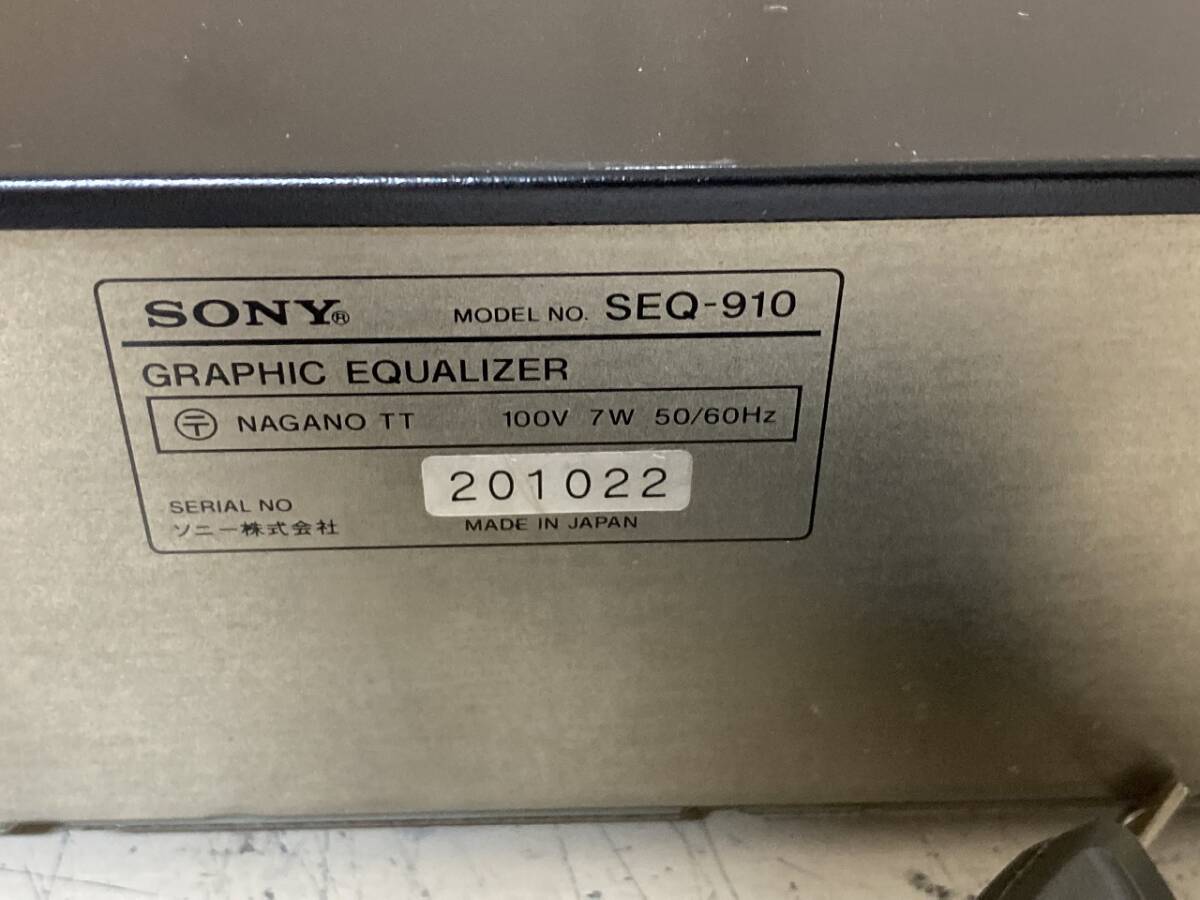 SONY® MODEL NO. SEQ-910
GRAPHIC EQUALIZER
〒 NAGANO TT 100V 7W 50/60Hz
SERIAL NO 201022
ソニー株式会社 MADE IN JAPAN